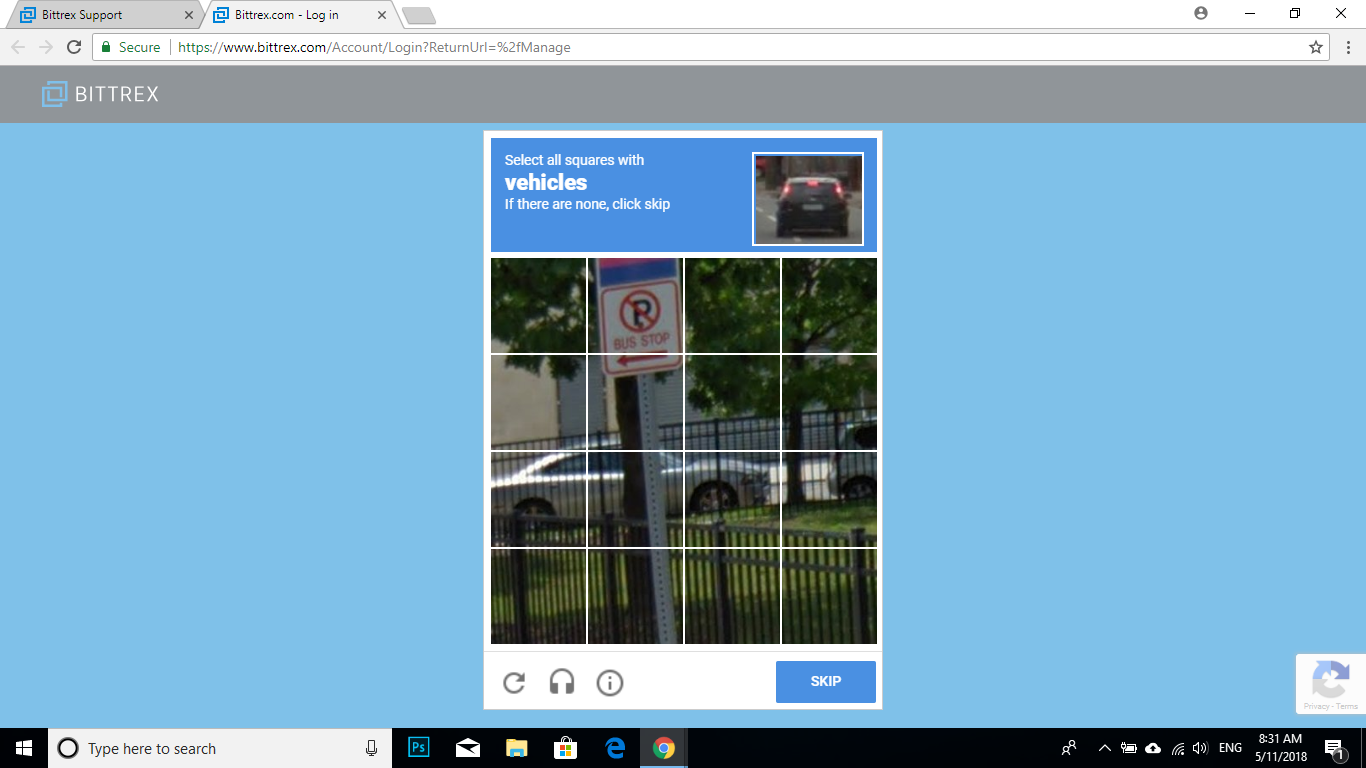 Bittrex Support
Bittrex.com - Log in
Secure
https://www.bittrex.com/Account/Login?ReturnUrl=%2fManage
BITTREX
Select all squares with
vehicles
If there are none, click skip
P
BUS STOP
SKIP
Privacy - Terms
Type here to search
Ps
ENG
8:31 AM
5/11/2018
1